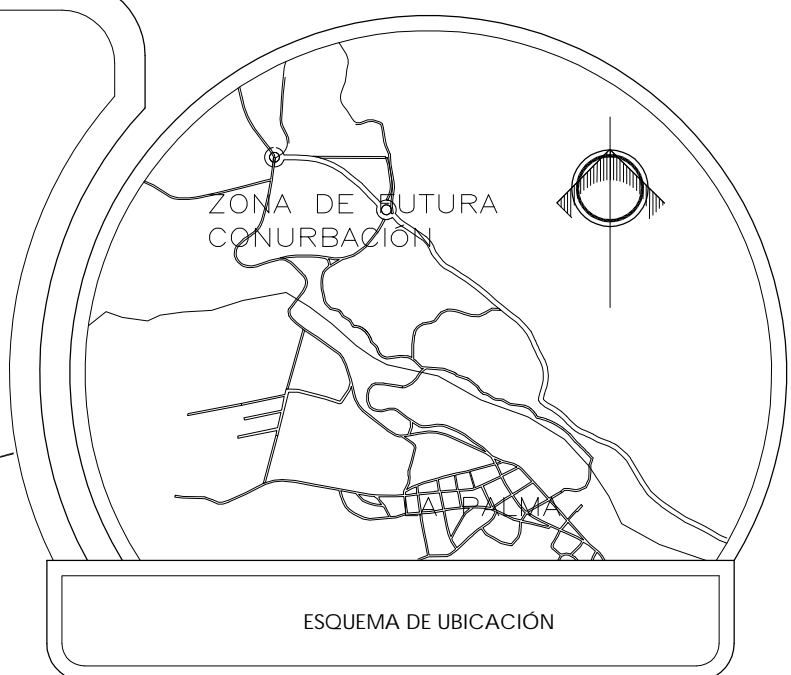 ZONA DE FUTURA
CONURBACIÓN
LA PALMA
ESQUEMA DE UBICACIÓN